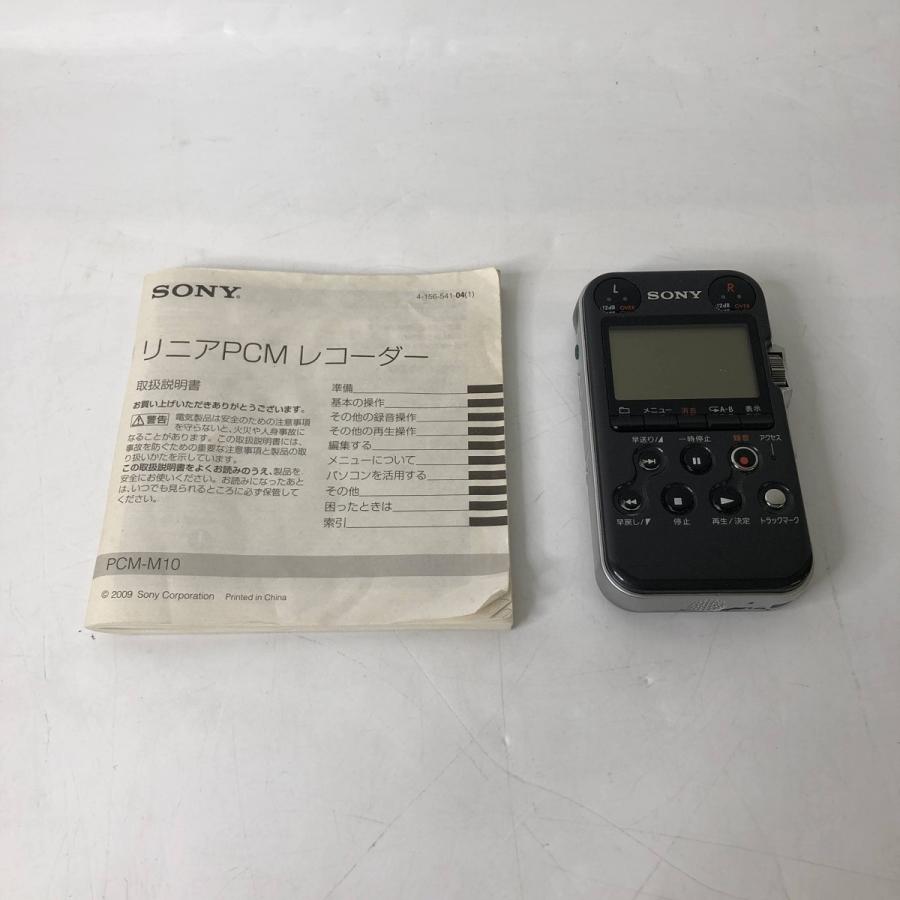 SONY®
4-156-541-04(1)
リニアPCM レコーダー
取扱説明書
お買い上げいただきありがとうございます。
警告 電気製品は安全のための注意事項
を守らないと、火災や人身事故に
なることがあります。この取扱説明書には、
事故を防ぐための重要な注意事項と製品の取
り扱いかたを示しています。
この取扱説明書をよくお読みのうえ、製品を
安全にお使いください。お読みになったあと
は、いつでも見られるところに必ず保管して
ください。
準備
基本の操作
その他の録音操作
その他の再生操作
編集する
メニューについて
パソコンを活用する
その他
困ったときは
索引
PCM-M10
© 2009 Sony Corporation Printed in China
L SONY R
12dB OVER 12dB OVER
メニュー 消去 A-B 表示
早送り 一時停止 録音 アクセス
早戻し 停止 再生/決定 トラックマーク